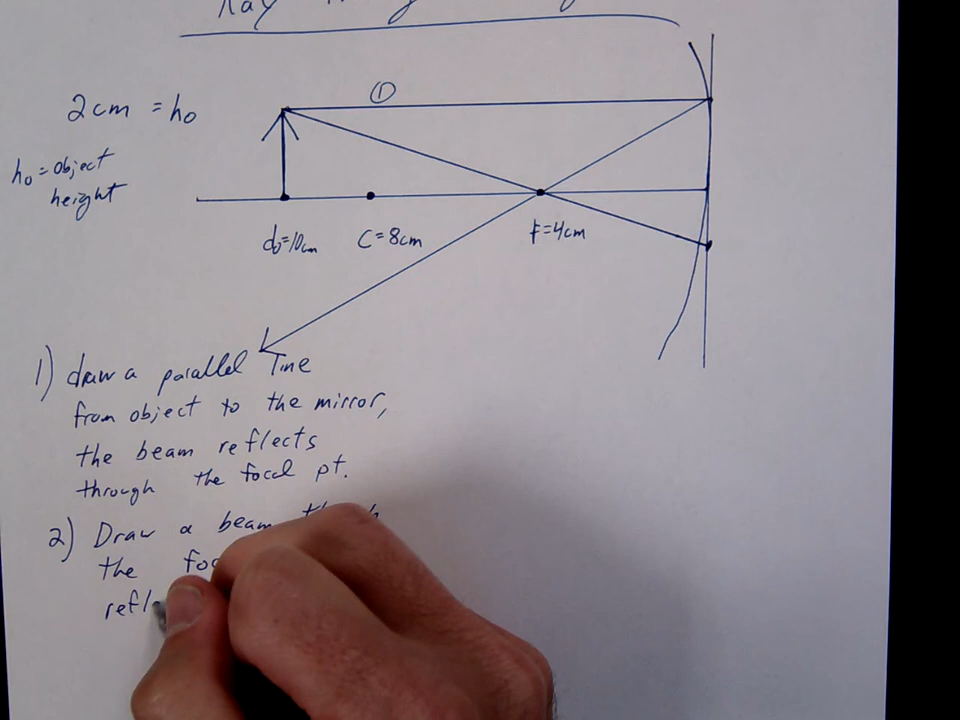 Ray
2cm = ho
ho = object
height
①
do=10cm
C=8cm
F=4cm
1) draw a parallel line
from object to the mirror,
the beam reflects
through the focal pt.
2) Draw a beam
the